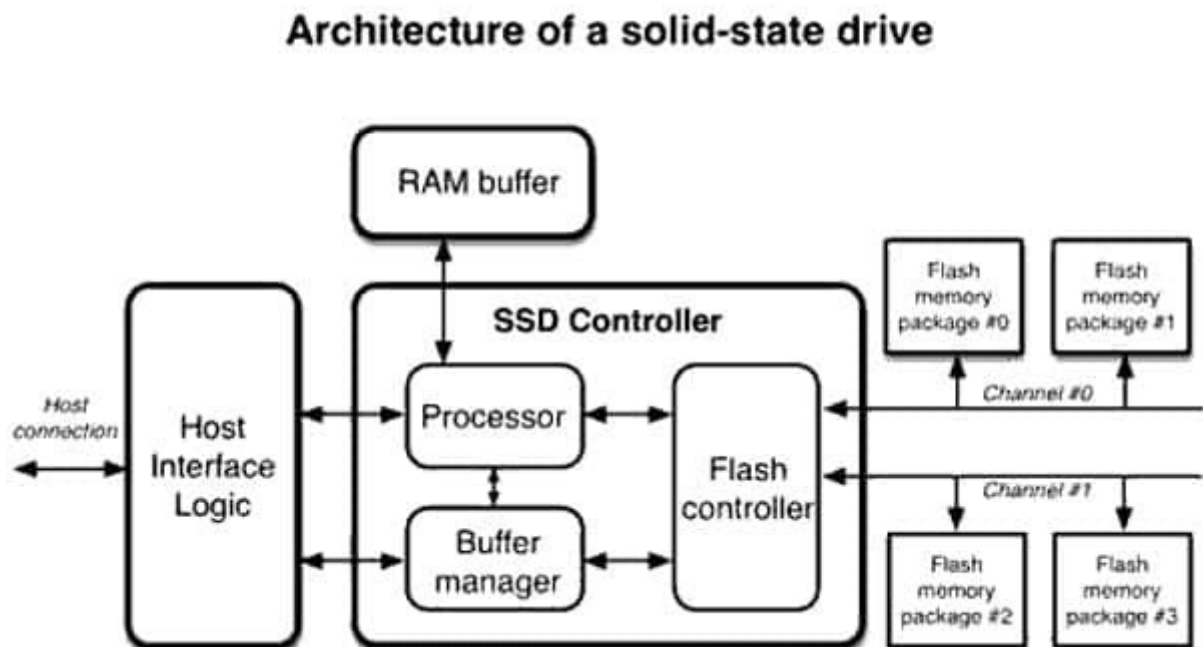 Architecture of a solid-state drive
RAM buffer
SSD Controller
Host
connection
Host
Interface
Logic
Processor
Buffer
manager
Flash
controller
Flash
memory
package #0
Flash
memory
package #1
Channel #0
Channel #1
Flash
memory
package #2
Flash
memory
package #3